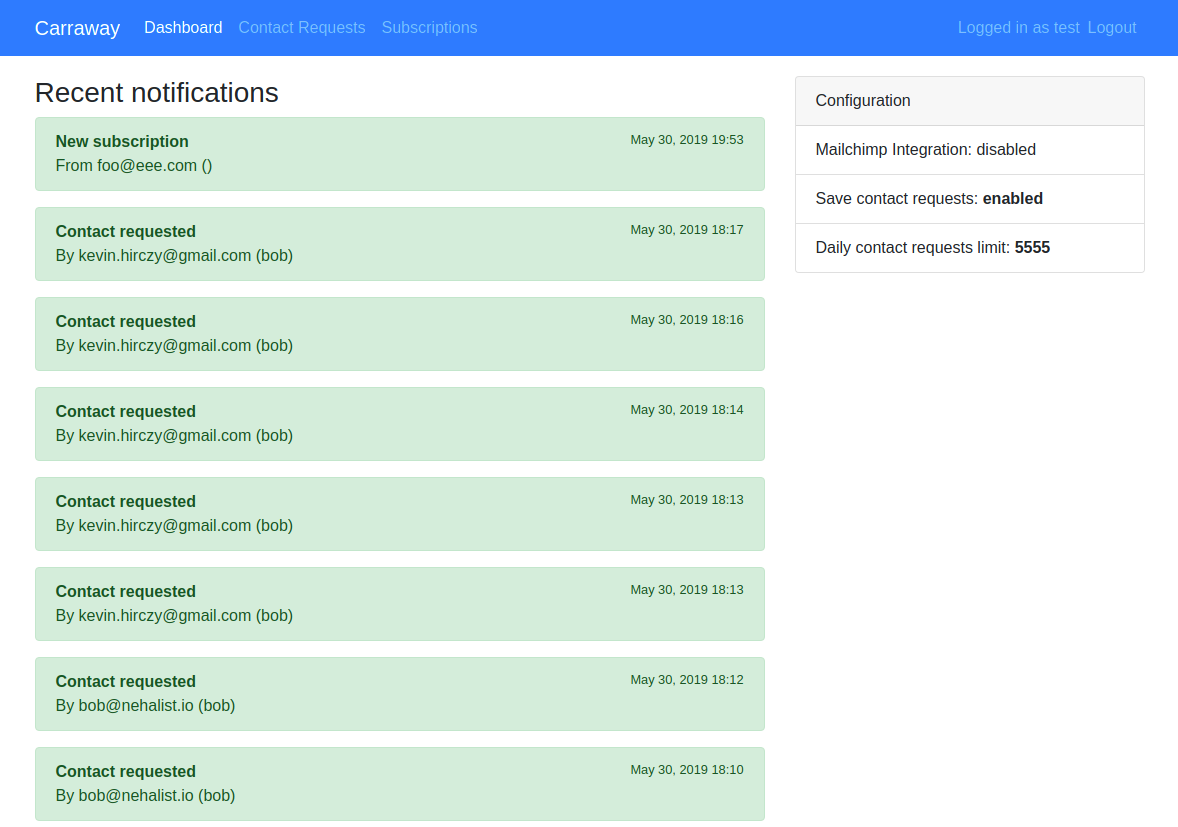 Carraway Dashboard Contact Requests Subscriptions Logged in as test Logout
Recent notifications
New subscription May 30, 2019 19:53
From foo@eee.com ()
Contact requested May 30, 2019 18:17
By kevin.hirczy@gmail.com (bob)
Contact requested May 30, 2019 18:16
By kevin.hirczy@gmail.com (bob)
Contact requested May 30, 2019 18:14
By kevin.hirczy@gmail.com (bob)
Contact requested May 30, 2019 18:13
By kevin.hirczy@gmail.com (bob)
Contact requested May 30, 2019 18:13
By kevin.hirczy@gmail.com (bob)
Contact requested May 30, 2019 18:12
By bob@nehalist.io (bob)
Contact requested May 30, 2019 18:10
By bob@nehalist.io (bob)
Configuration
Mailchimp Integration: disabled
Save contact requests: enabled
Daily contact requests limit: 5555